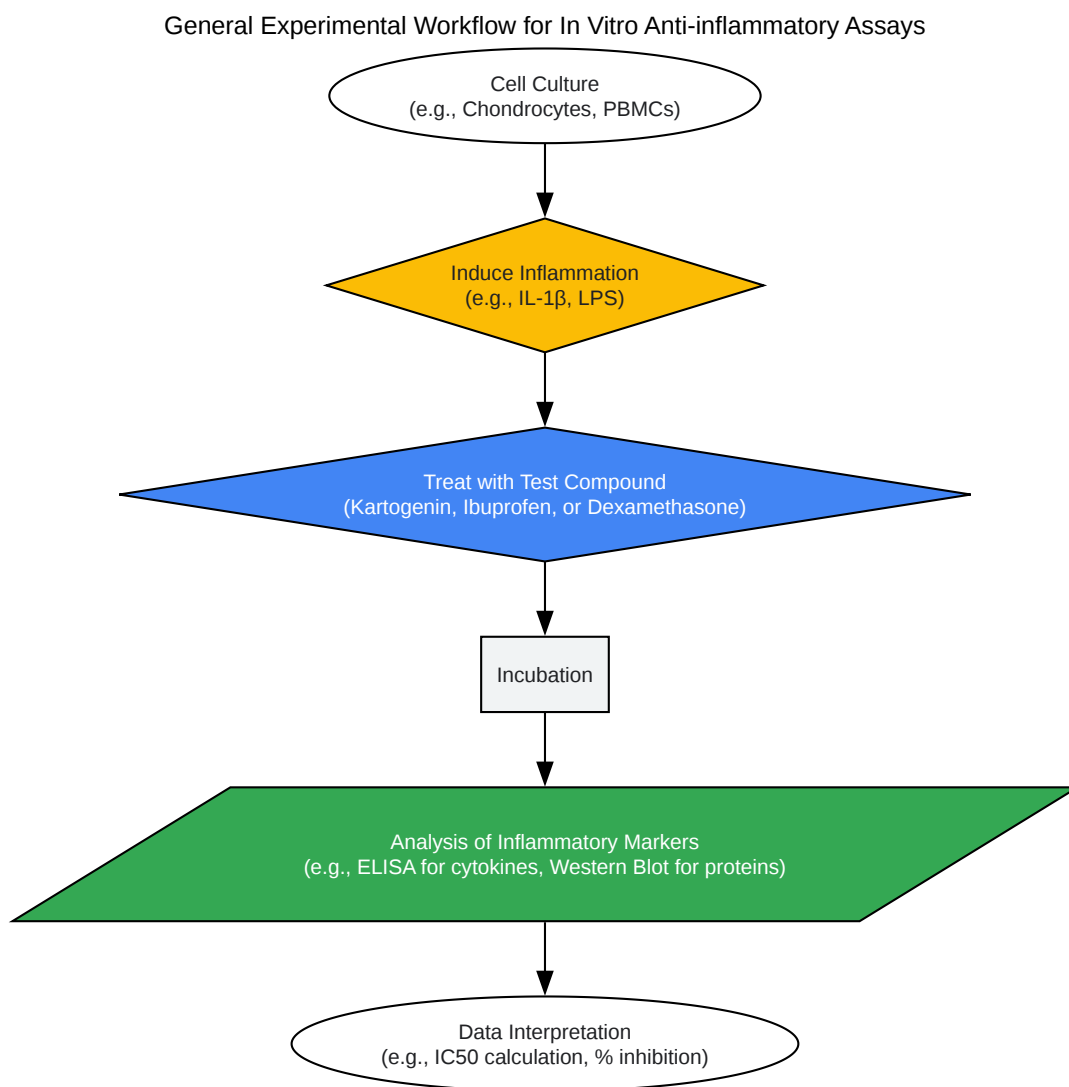 General Experimental Workflow for In Vitro Anti-inflammatory Assays
Cell Culture
(e.g., Chondrocytes, PBMCs)
Induce Inflammation
(e.g., IL-1β, LPS)
Treat with Test Compound
(Kartogenin, Ibuprofen, or Dexamethasone)
Incubation
Analysis of Inflammatory Markers
(e.g., ELISA for cytokines, Western Blot for proteins)
Data Interpretation
(e.g., IC50 calculation, % inhibition)